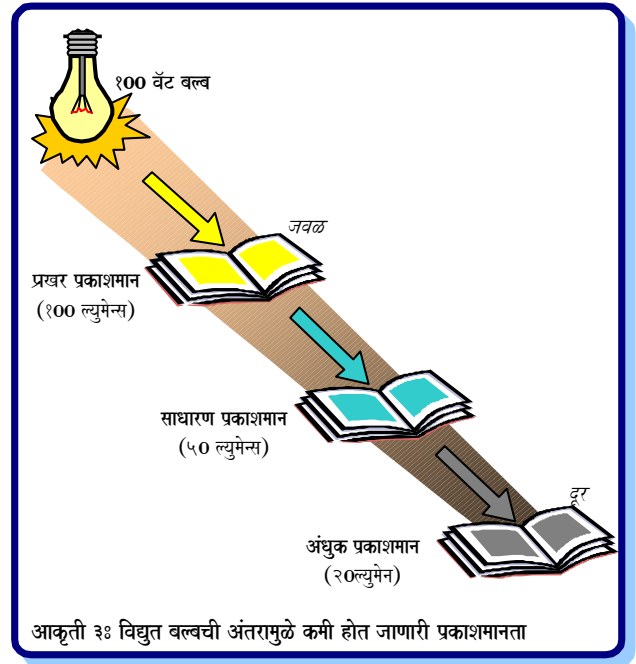 १०० वॅट बल्ब
जवळ
प्रखर प्रकाशमान
(१०० ल्युमेन्स)
साधारण प्रकाशमान
(५० ल्युमेन्स)
दूर
अंधुक प्रकाशमान
(२०ल्युमेन)
आकृती ३ः विद्युत बल्बची अंतरामुळे कमी होत जाणारी प्रकाशमानता